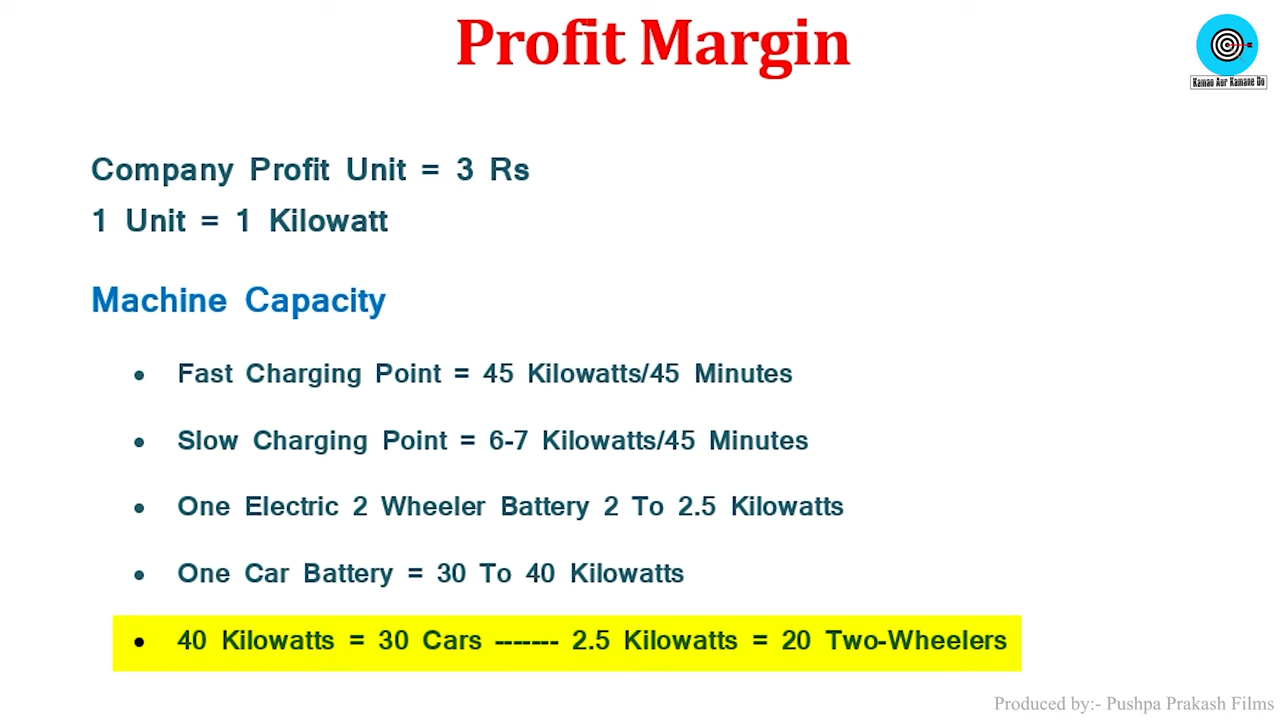 Profit Margin
Kamao Aur Kamane Do
Company Profit Unit = 3 Rs
1 Unit = 1 Kilowatt
Machine Capacity
• Fast Charging Point = 45 Kilowatts/45 Minutes
• Slow Charging Point = 6-7 Kilowatts/45 Minutes
• One Electric 2 Wheeler Battery 2 To 2.5 Kilowatts
• One Car Battery = 30 To 40 Kilowatts
• 40 Kilowatts = 30 Cars ------- 2.5 Kilowatts = 20 Two-Wheelers
Produced by:- Pushpa Prakash Films